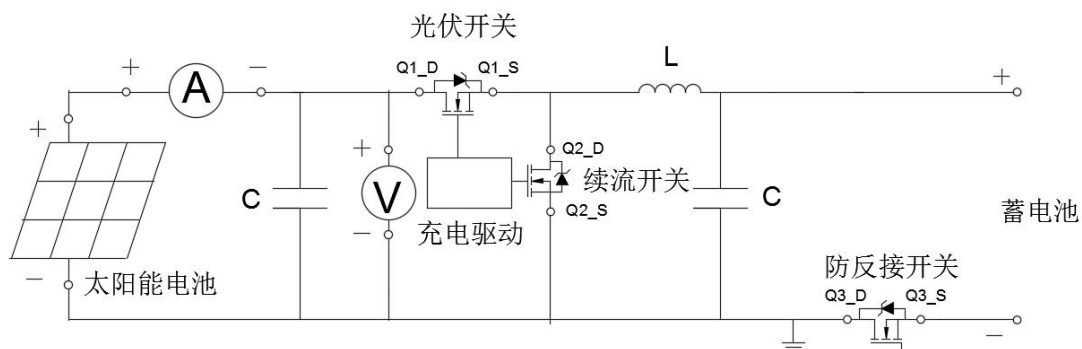 光伏开关
L
+
A
-
Q1_D
Q1_S
+
+
+
Q2_D
C
V
续流开关
C
Q2_S
-
充电驱动
蓄电池
-
太阳能电池
防反接开关
Q3_D
Q3_S
-